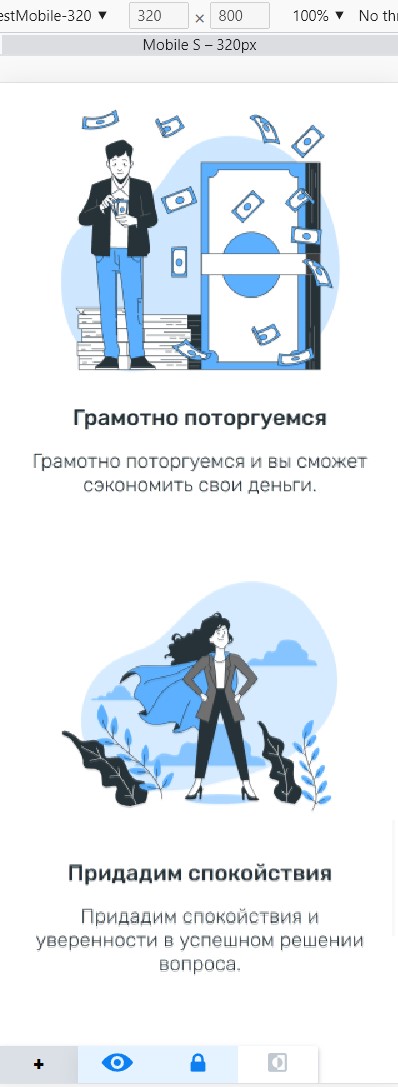 estMobile-320 ▼ 320 × 800 100% ▼ No th
Mobile S – 320px
Грамотно поторгуемся
Грамотно поторгуемся и вы сможет
сэкономить свои деньги.
Придадим спокойствия
Придадим спокойствия и
уверенности в успешном решении
вопроса.